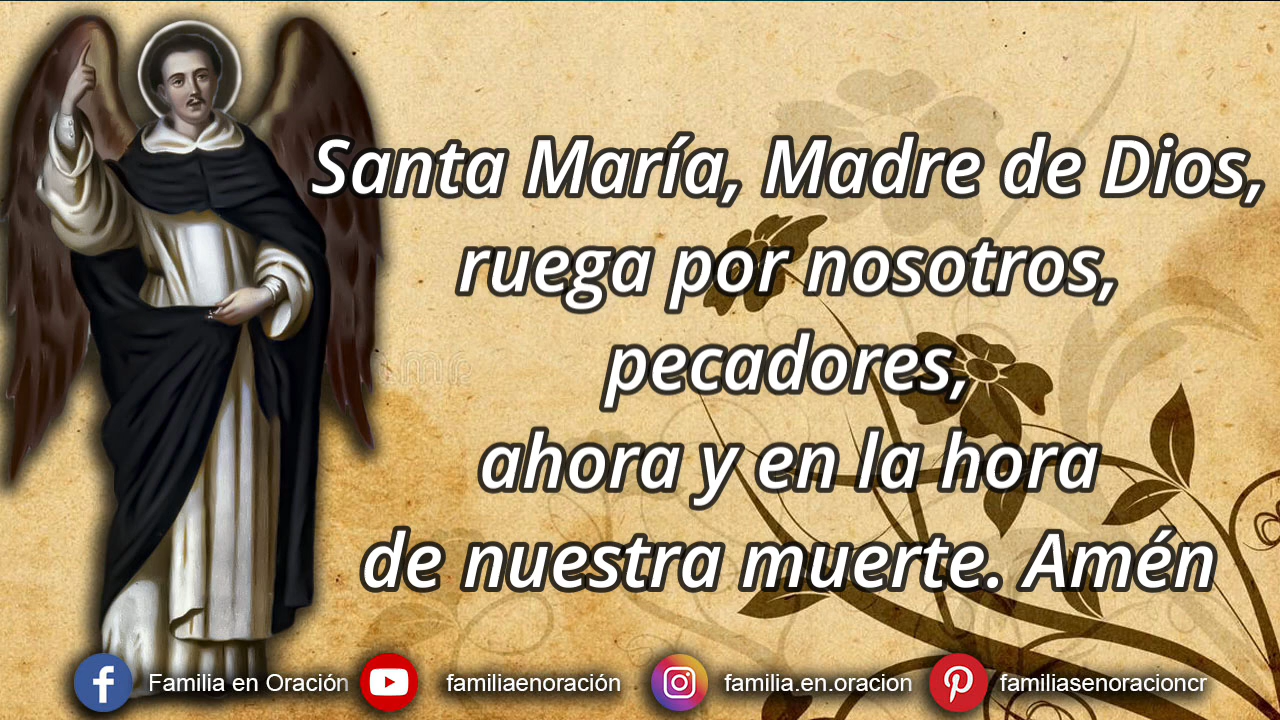 Santa María, Madre de Dios,
ruega por nosotros,
pecadores,
ahora y en la hora
de nuestra muerte. Amén
Familia en Oración familiaenoración familia.en.oracion familiasenoracioncr